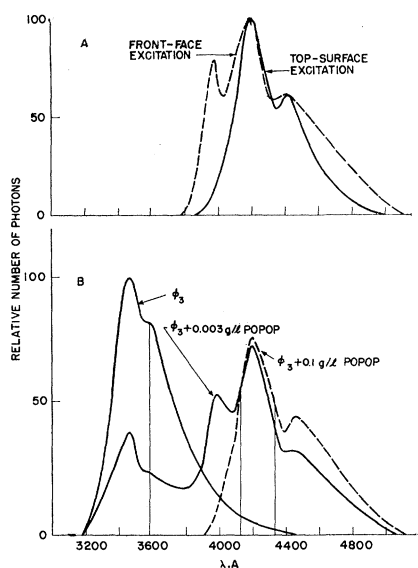 RELATIVE NUMBER OF PHOTONS
100
50
0
A
FRONT-FACE
EXCITATION
TOP-SURFACE
EXCITATION
100
50
0
B
ϕ3
ϕ3+0.003 g/ℓ POPOP
ϕ3+0.1 g/ℓ POPOP
3200 3600 4000 4400 4800
λ.A